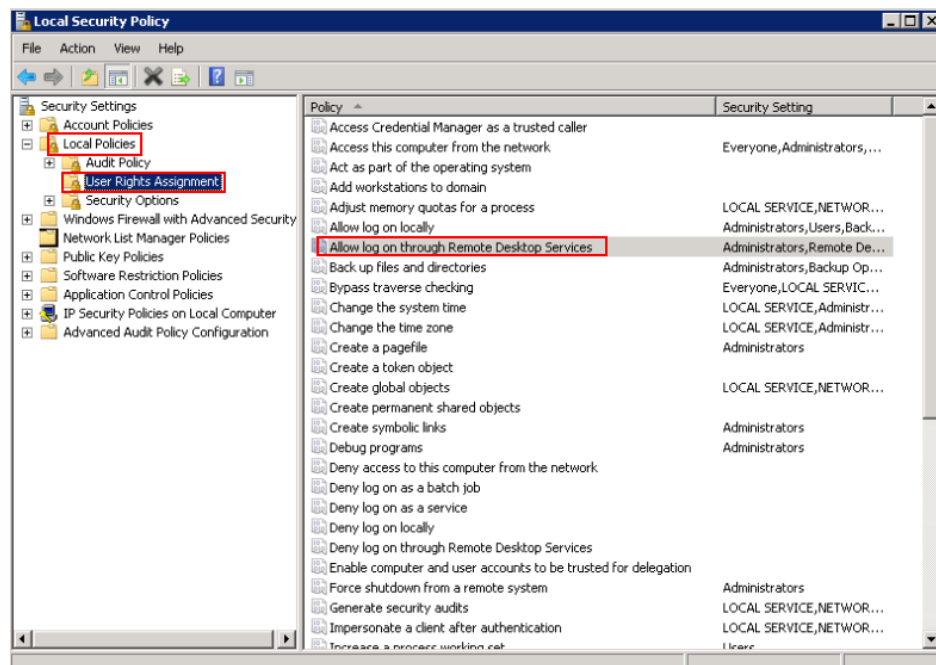 Local Security Policy
File Action View Help
Security Settings
Account Policies
Local Policies
Audit Policy
User Rights Assignment
Security Options
Windows Firewall with Advanced Security
Network List Manager Policies
Public Key Policies
Software Restriction Policies
Application Control Policies
IP Security Policies on Local Computer
Advanced Audit Policy Configuration
Policy Security Setting
Access Credential Manager as a trusted caller
Access this computer from the network Everyone,Administrators,...
Act as part of the operating system
Add workstations to domain
Adjust memory quotas for a process LOCAL SERVICE,NETWOR...
Allow log on locally Administrators,Users,Back...
Allow log on through Remote Desktop Services Administrators,Remote De...
Back up files and directories Administrators,Backup Op...
Bypass traverse checking Everyone,LOCAL SERVIC...
Change the system time LOCAL SERVICE,Administr...
Change the time zone LOCAL SERVICE,Administr...
Create a pagefile Administrators
Create a token object
Create global objects LOCAL SERVICE,NETWOR...
Create permanent shared objects
Create symbolic links Administrators
Debug programs Administrators
Deny access to this computer from the network
Deny log on as a batch job
Deny log on as a service
Deny log on locally
Deny log on through Remote Desktop Services
Enable computer and user accounts to be trusted for delegation
Force shutdown from a remote system Administrators
Generate security audits LOCAL SERVICE,NETWOR...
Impersonate a client after authentication LOCAL SERVICE,NETWOR...
Increase a process working set Users